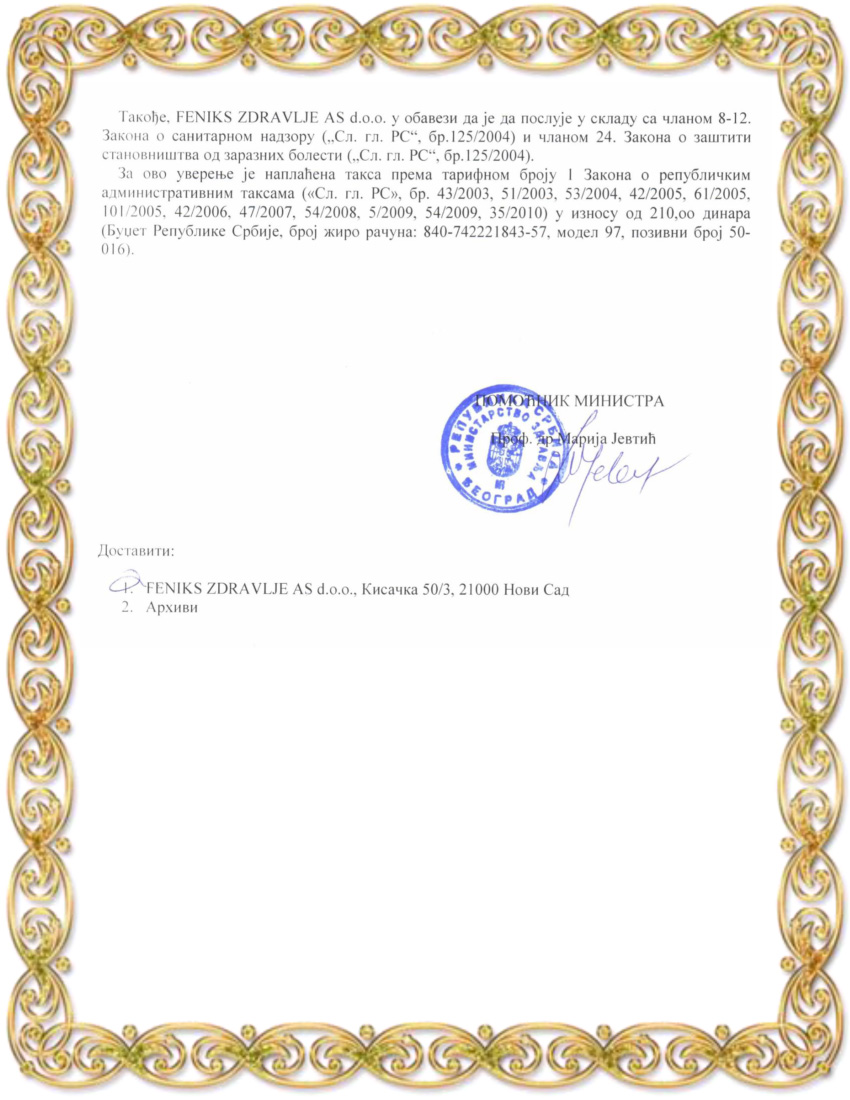 Такође, FENIKS ZDRAVLJE AS d.o.o. у обавези да је да послује у складу са чланом 8-12.
Закона о санитарном надзору („Сл. гл. РС“, бр.125/2004) и чланом 24. Закона о заштити
становништва од заразних болести („Сл. гл. РС“, бр.125/2004).
За ово уверење је наплаћена такса према тарифном броју 1 Закона о републичким
административним таксама («Сл. гл. РС», бр. 43/2003, 51/2003, 53/2004, 42/2005, 61/2005,
101/2005, 42/2006, 47/2007, 54/2008, 5/2009, 54/2009, 35/2010) у износу од 210,оо динара
(Буџет Републике Србије, број жиро рачуна: 840-742221843-57, модел 97, позивни број 50-
016).
ПОМОЋНИК МИНИСТРА
Проф. др Марија Јевтић
РЕПУБЛИКА СРБИЈА
МИНИСТАРСТВО ЗДРАВЉА
БЕОГРАД
Доставити:
1. FENIKS ZDRAVLJE AS d.o.o., Кисачка 50/3, 21000 Нови Сад
2. Архиви